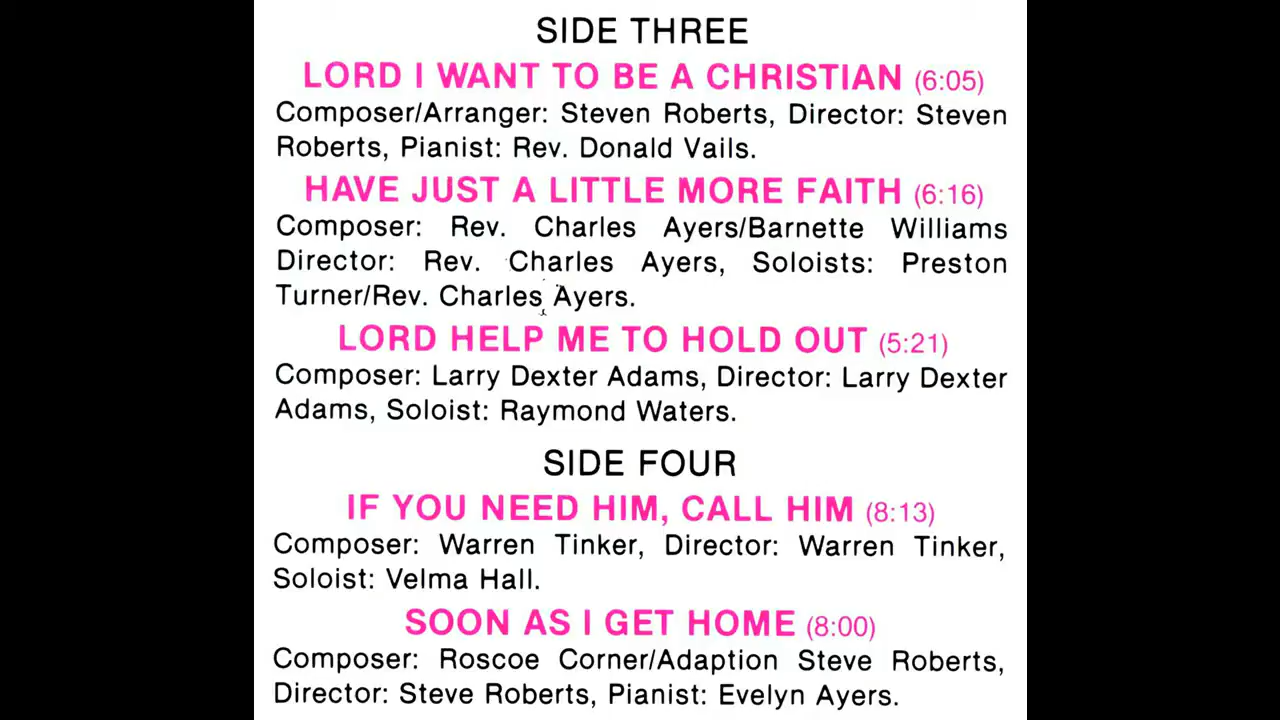 SIDE THREE
LORD I WANT TO BE A CHRISTIAN (6:05)
Composer/Arranger: Steven Roberts, Director: Steven
Roberts, Pianist: Rev. Donald Vails.
HAVE JUST A LITTLE MORE FAITH (6:16)
Composer: Rev. Charles Ayers/Barnette Williams
Director: Rev. Charles Ayers, Soloists: Preston
Turner/Rev. Charles Ayers.
LORD HELP ME TO HOLD OUT (5:21)
Composer: Larry Dexter Adams, Director: Larry Dexter
Adams, Soloist: Raymond Waters.
SIDE FOUR
IF YOU NEED HIM, CALL HIM (8:13)
Composer: Warren Tinker, Director: Warren Tinker,
Soloist: Velma Hall.
SOON AS I GET HOME (8:00)
Composer: Roscoe Corner/Adaption Steve Roberts,
Director: Steve Roberts, Pianist: Evelyn Ayers.